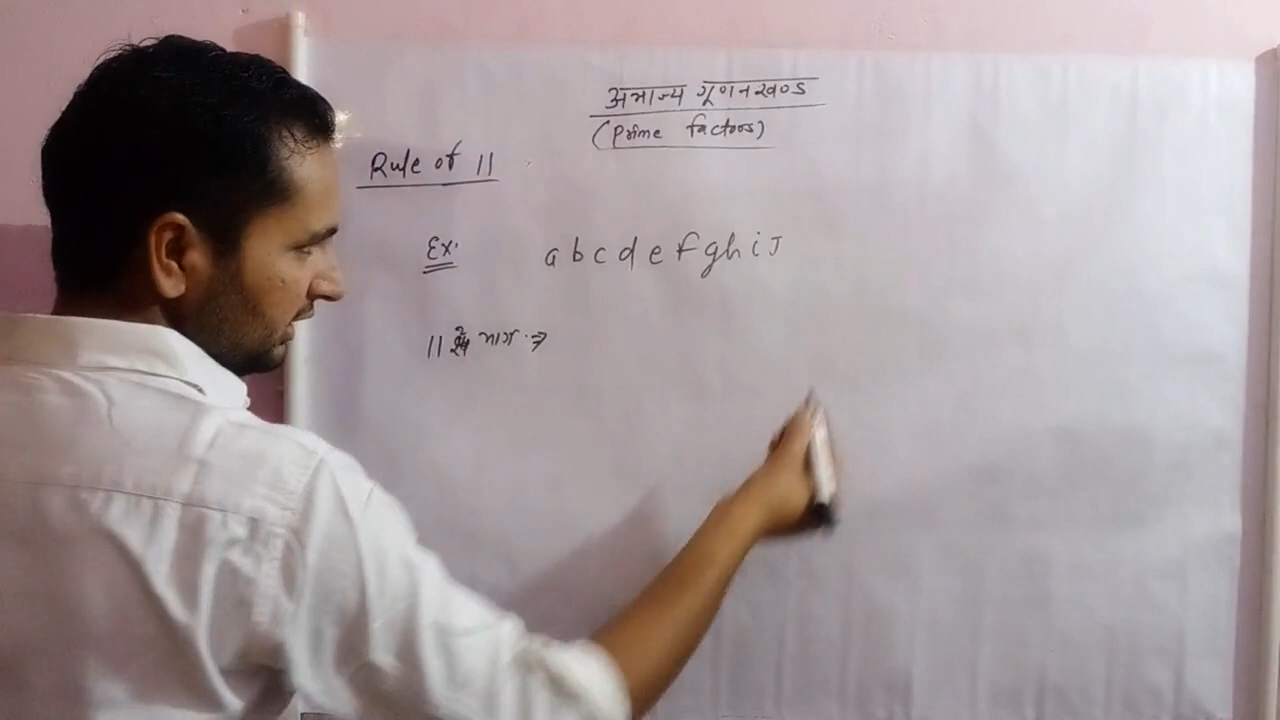 अभाज्य गूणनखण्ड
(Prime factors)
Rule of 11
Ex.
a b c d e f g h i J
11 से भाग ⇒